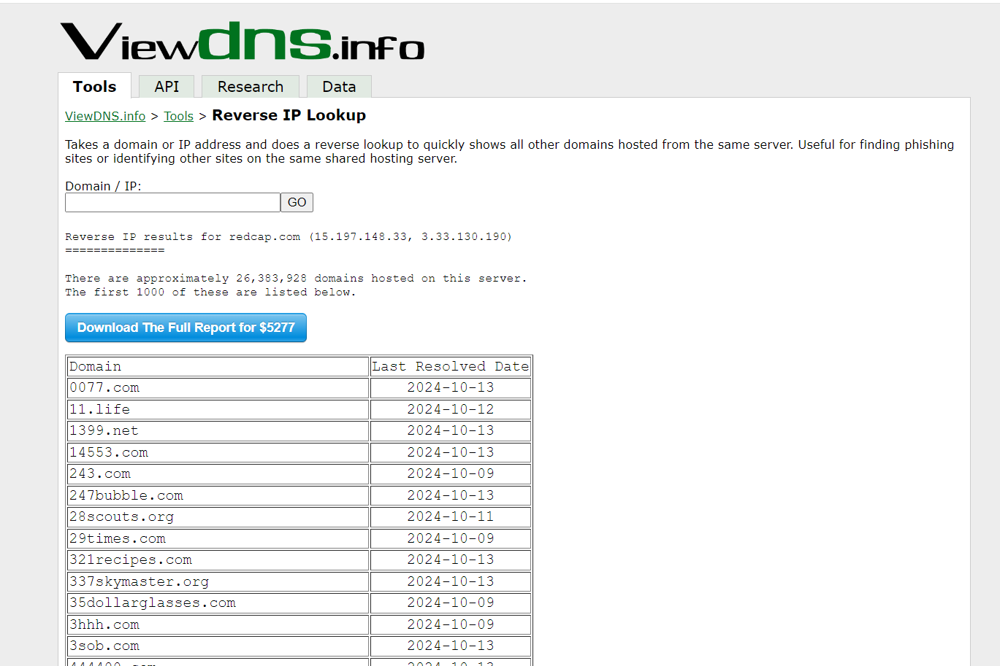 Viewdns.info
Tools API Research Data
ViewDNS.info > Tools > Reverse IP Lookup
Takes a domain or IP address and does a reverse lookup to quickly shows all other domains hosted from the same server. Useful for finding phishing
sites or identifying other sites on the same shared hosting server.
Domain / IP:
GO
Reverse IP results for redcap.com (15.197.148.33, 3.33.130.190)
==============
There are approximately 26,383,928 domains hosted on this server.
The first 1000 of these are listed below.
Download The Full Report for $5277
Domain Last Resolved Date
0077.com 2024-10-13
11.life 2024-10-12
1399.net 2024-10-13
14553.com 2024-10-13
243.com 2024-10-09
247bubble.com 2024-10-13
28scouts.org 2024-10-11
29times.com 2024-10-09
321recipes.com 2024-10-13
337skymaster.org 2024-10-13
35dollarglasses.com 2024-10-09
3hhh.com 2024-10-09
3sob.com 2024-10-13